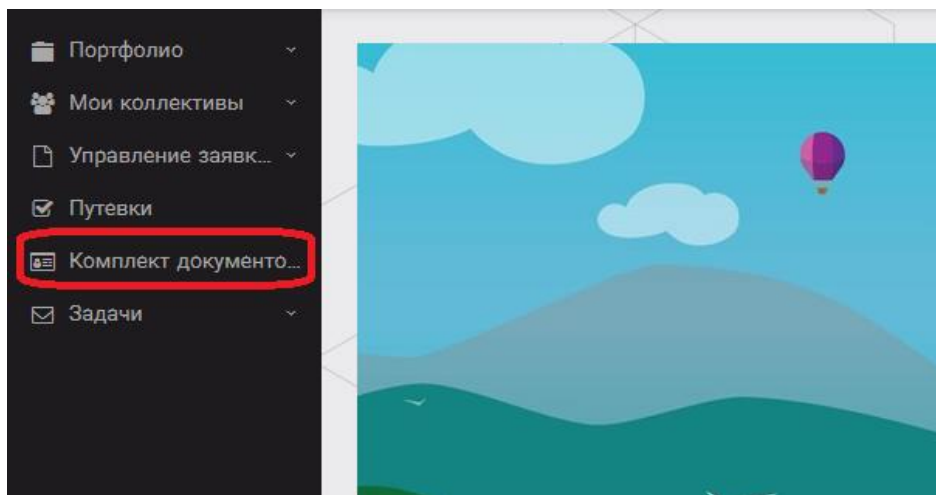 Портфолио
Мои коллективы
Управление заявк...
Путевки
Комплект документо...
Задачи